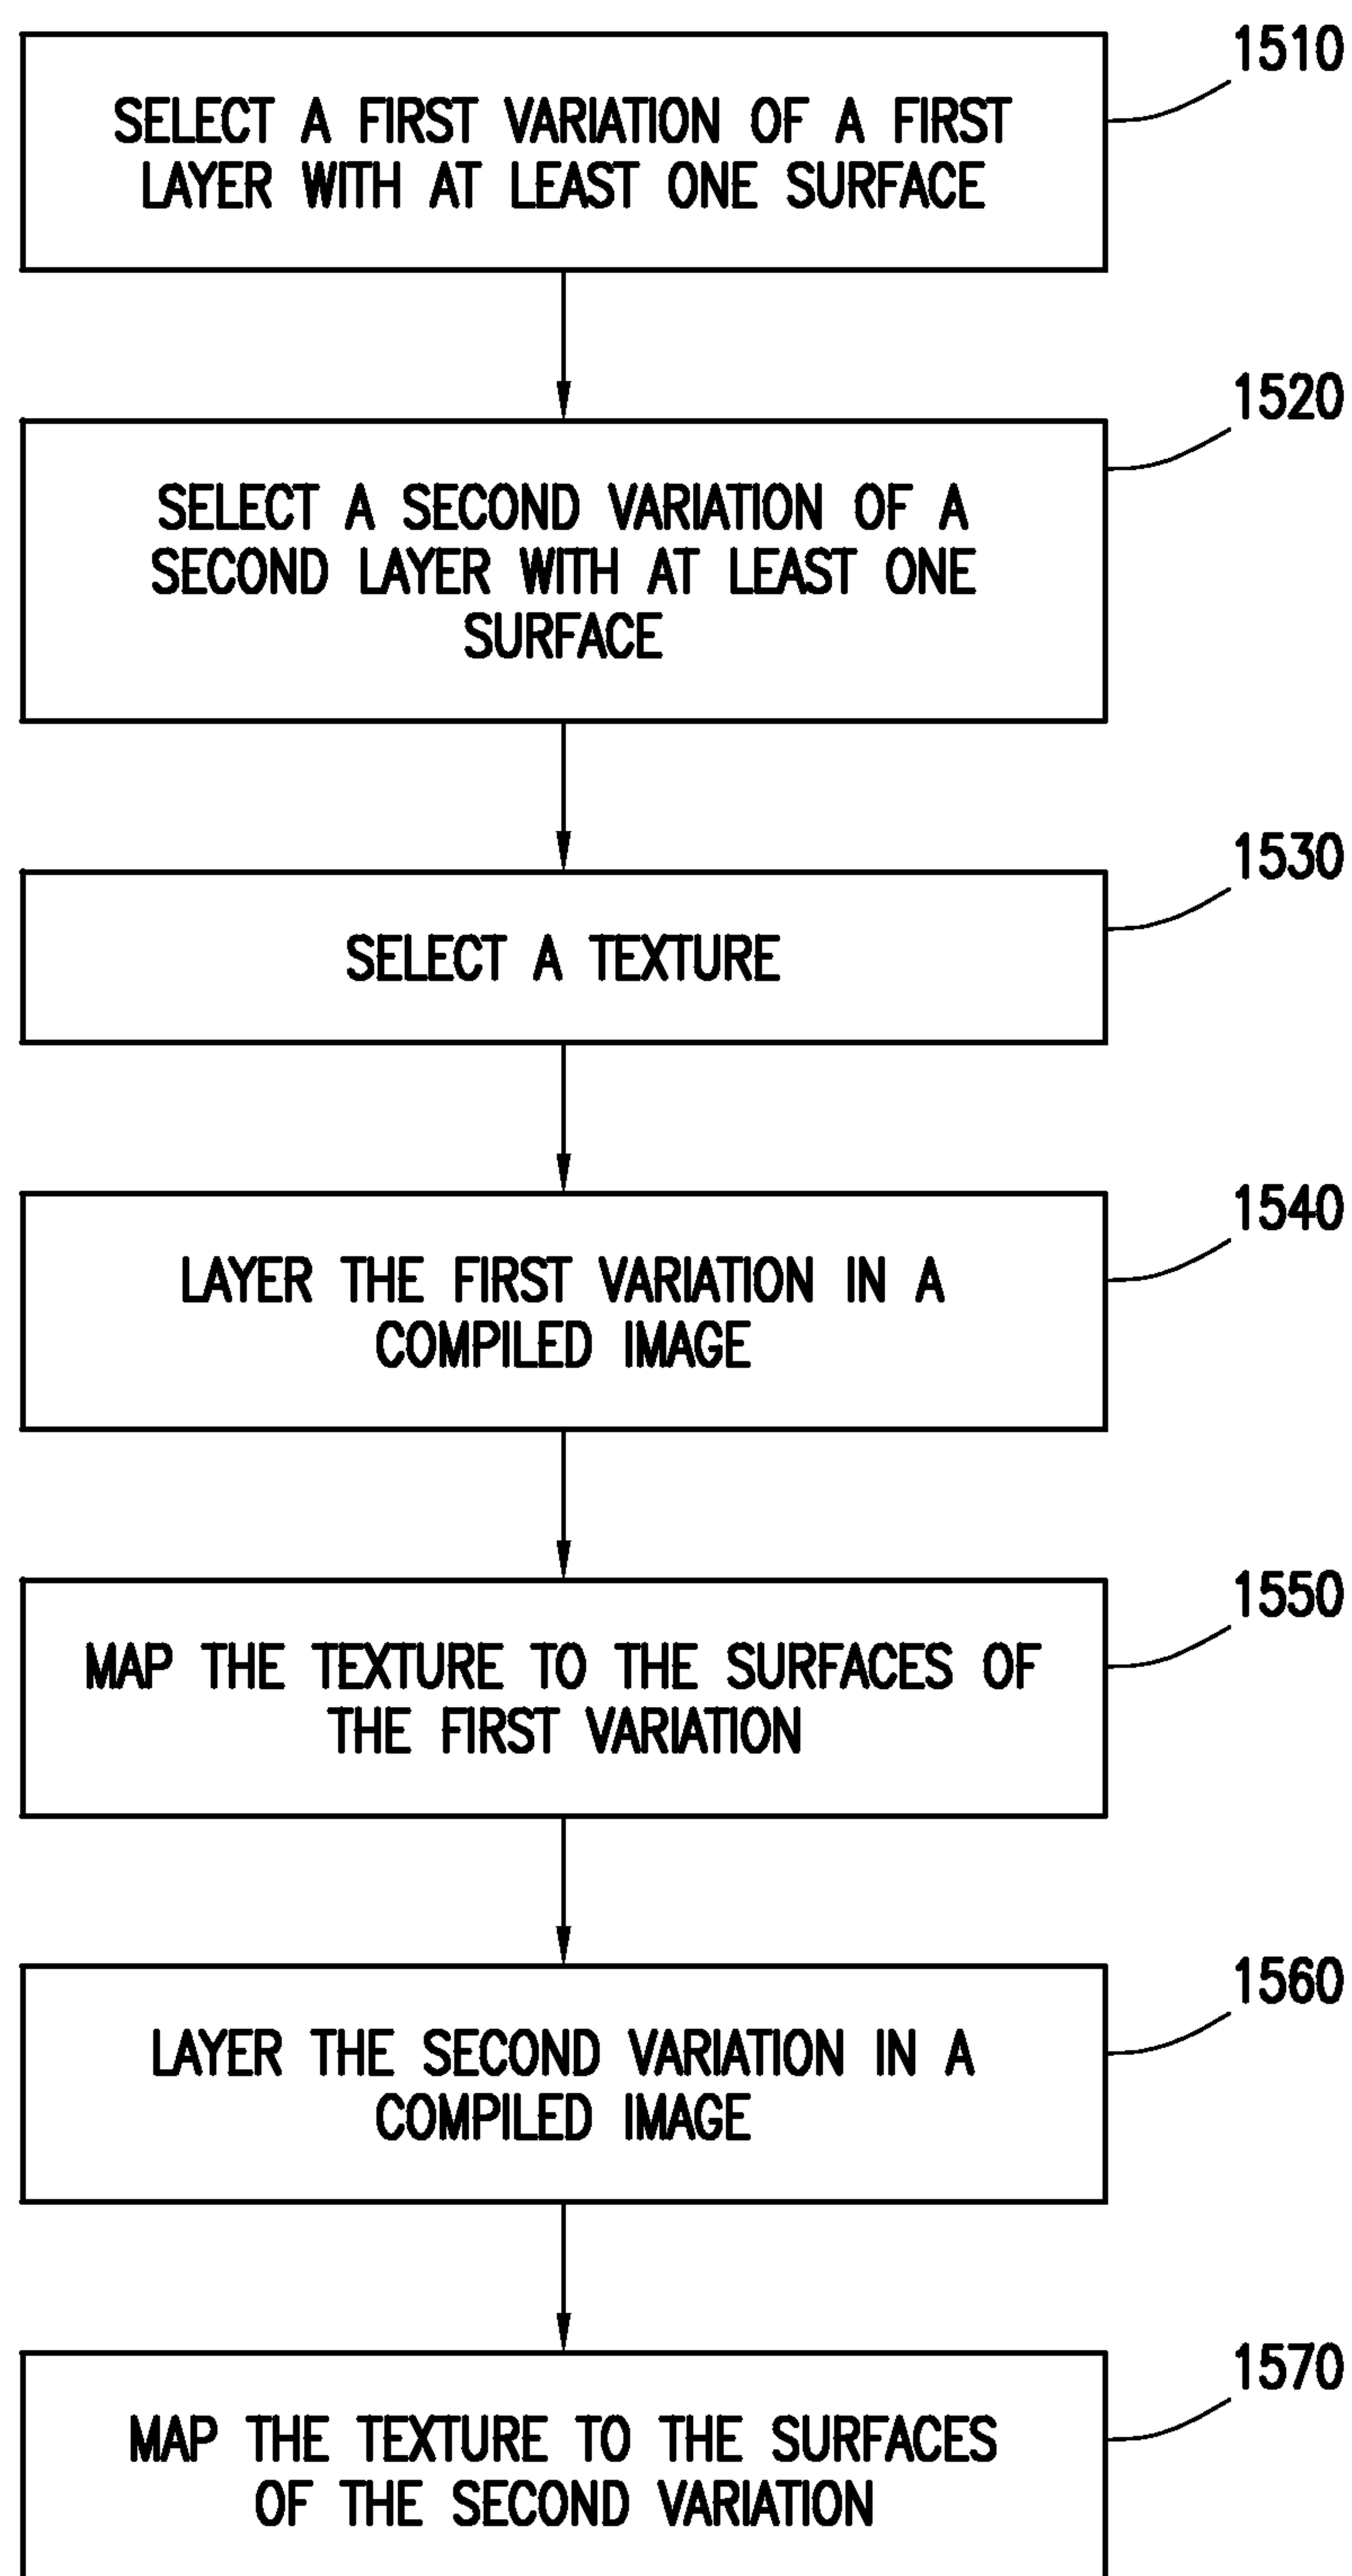 1510
SELECT A FIRST VARIATION OF A FIRST
LAYER WITH AT LEAST ONE SURFACE
1520
SELECT A SECOND VARIATION OF A
SECOND LAYER WITH AT LEAST ONE
SURFACE
1530
SELECT A TEXTURE
1540
LAYER THE FIRST VARIATION IN A
COMPILED IMAGE
1550
MAP THE TEXTURE TO THE SURFACES OF
THE FIRST VARIATION
1560
LAYER THE SECOND VARIATION IN A
COMPILED IMAGE
1570
MAP THE TEXTURE TO THE SURFACES
OF THE SECOND VARIATION